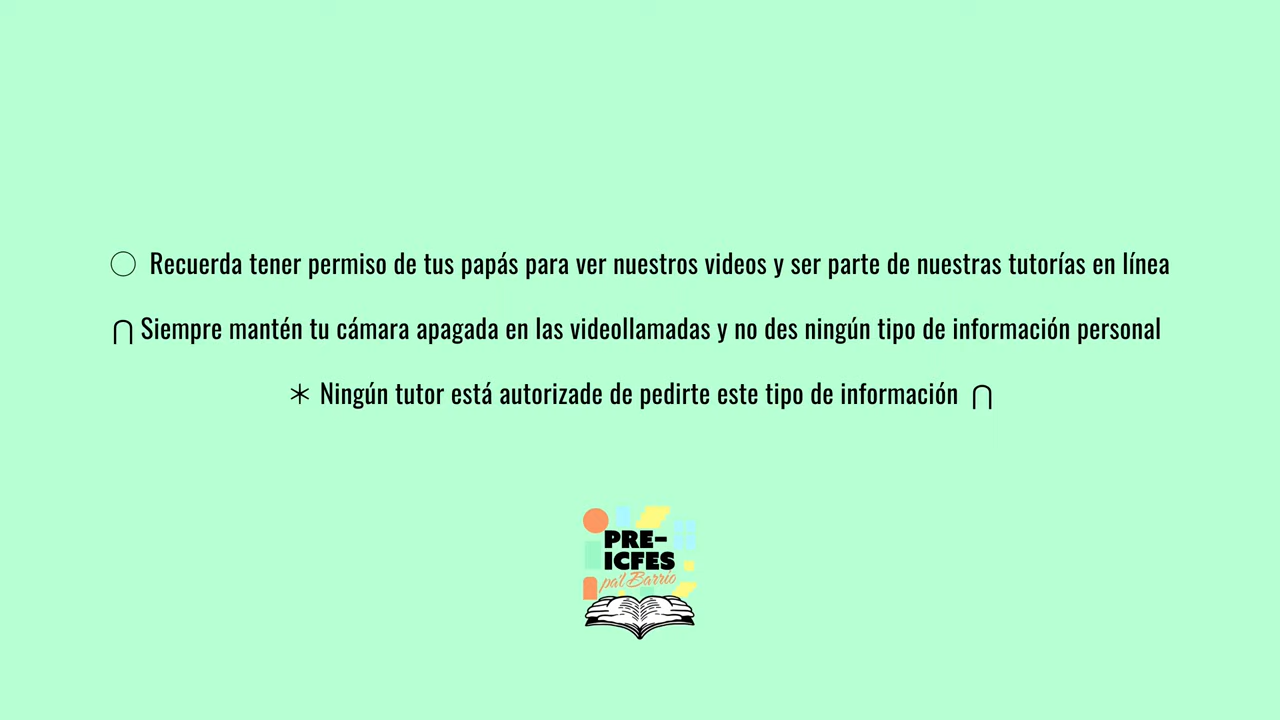 ◯ Recuerda tener permiso de tus papás para ver nuestros videos y ser parte de nuestras tutorías en línea
⋂ Siempre mantén tu cámara apagada en las videollamadas y no des ningún tipo de información personal
＊ Ningún tutor está autorizade de pedirte este tipo de información ⋂
PRE-
ICFES
pa'l Barrio